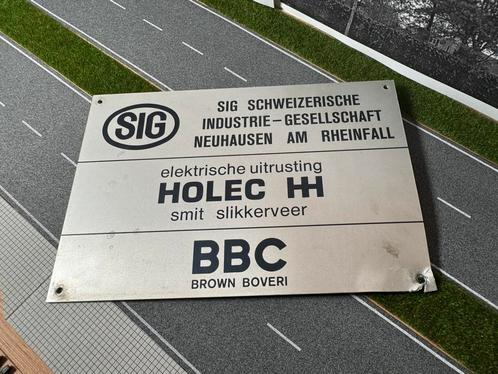 SIG
SIG SCHWEIZERISCHE
INDUSTRIE-GESELLSCHAFT
NEUHAUSEN AM RHEINFALL
elektrische uitrusting
HOLEC
smit slikkerveer
BBC
BROWN BOVERI